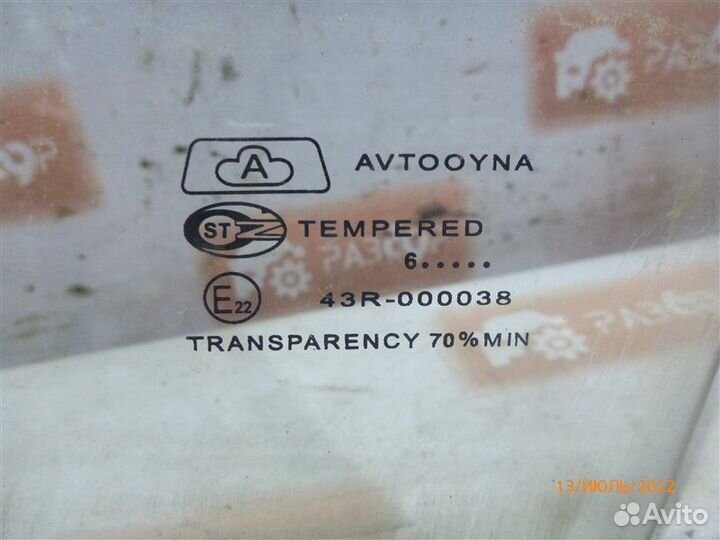 A AVTOOYNA
ST TEMPERED
6.....
E22 43R-000038
TRANSPARENCY 70%MIN
13/ИЮЛЬ/2022
Avito